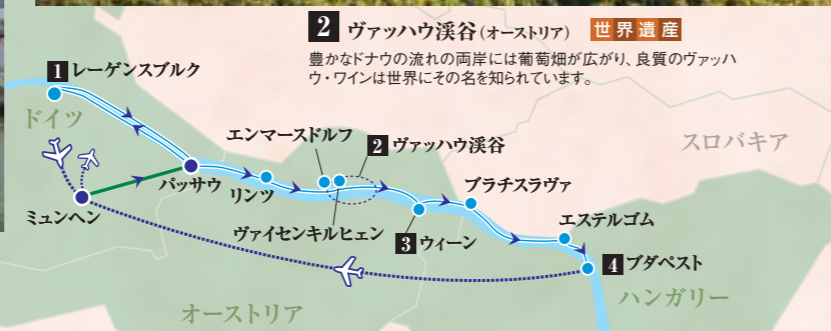 2 ヴァッハウ渓谷(オーストリア) 世界遺産
豊かなドナウの流れの両岸には葡萄畑が広がり、良質のヴァッハ
ウ・ワインは世界にその名を知られています。
1 レーゲンスブルク
ドイツ
エンマースドルフ
2 ヴァッハウ渓谷
スロバキア
パッサウ
リンツ
ブラチスラヴァ
ミュンヘン
ヴァイセンキルヒェン
3 ウィーン
エステルゴム
4 ブダペスト
オーストリア
ハンガリー